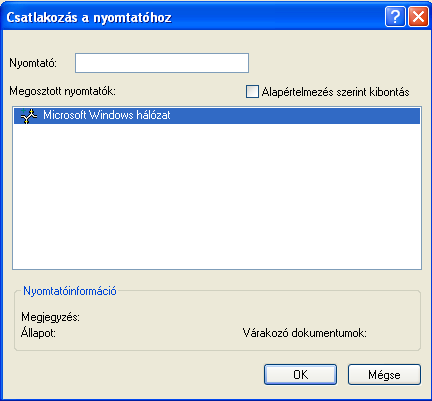 Csatlakozás a nyomtatóhoz
Nyomtató:
Megosztott nyomtatók:
Alapértelmezés szerint kibontás
Microsoft Windows hálózat
Nyomtatóinformáció
Megjegyzés:
Állapot:
Várakozó dokumentumok:
OK
Mégse